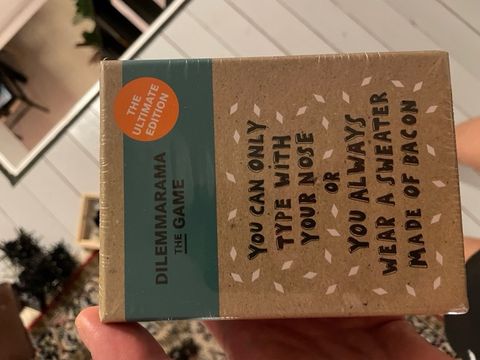 THE
ULTIMATE
EDITION
DILEMMARAMA
THE GAME
YOU CAN ONLY
TYPE WITH
YOUR NOSE
OR
YOU ALWAYS
WEAR A SWEATER
MADE OF BACON